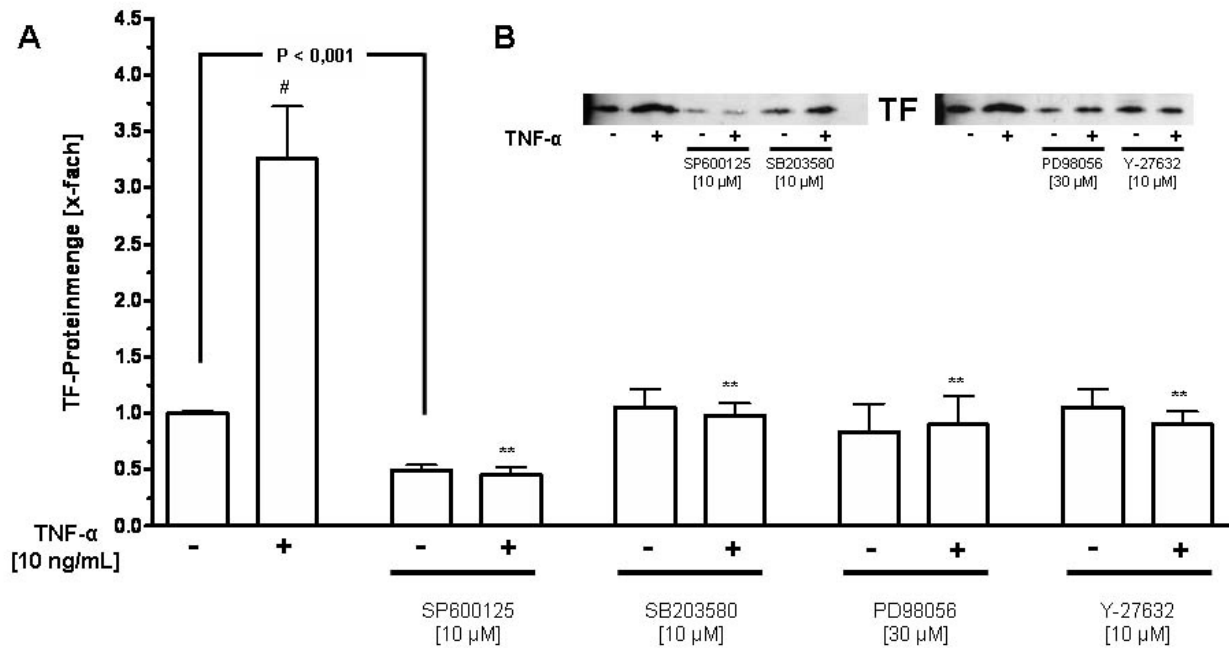 A
4.5
4.0
3.5
3.0
2.5
2.0
1.5
1.0
0.5
0.0
TF-Proteinmenge [x-fach]
P < 0,001
#
**
**
**
**
TNF-α
[10 ng/mL]
- + - + - + - + - +
SP600125
[10 µM]
SB203580
[10 µM]
PD98056
[30 µM]
Y-27632
[10 µM]
B
TF
TNF-α
- + - + - +
SP600125
[10 µM]
SB203580
[10 µM]
- + - + - +
PD98056
[30 µM]
Y-27632
[10 µM]